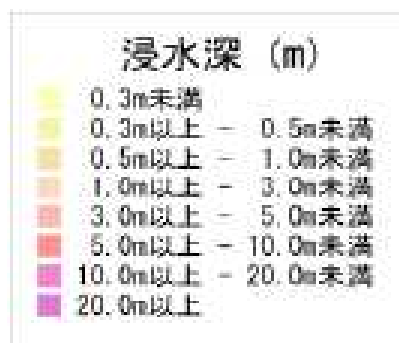 浸水深 (m)
0.3m未満
0.3m以上 - 0.5m未満
0.5m以上 - 1.0m未満
1.0m以上 - 3.0m未満
3.0m以上 - 5.0m未満
5.0m以上 - 10.0m未満
10.0m以上 - 20.0m未満
20.0m以上